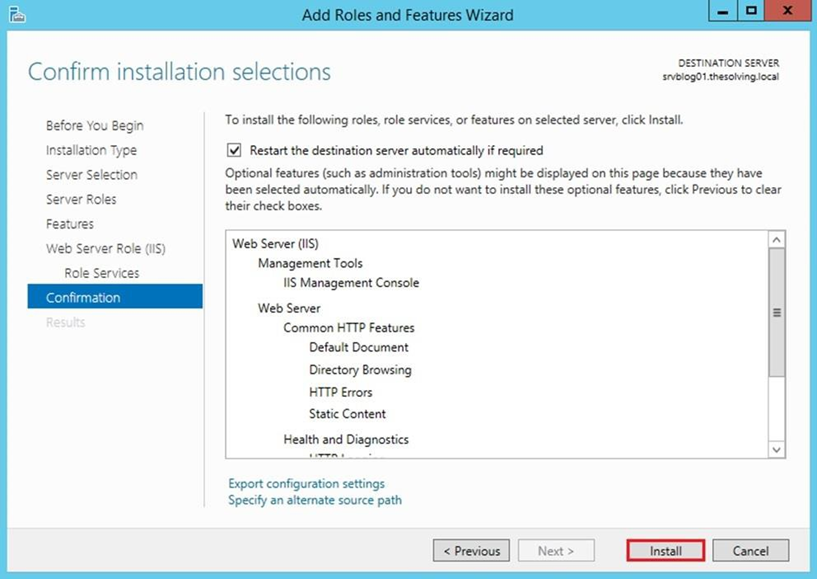 Add Roles and Features Wizard
Confirm installation selections
DESTINATION SERVER
srvblog01.thesolving.local
Before You Begin
Installation Type
Server Selection
Server Roles
Features
Web Server Role (IIS)
Role Services
Confirmation
Results
To install the following roles, role services, or features on selected server, click Install.
Restart the destination server automatically if required
Optional features (such as administration tools) might be displayed on this page because they have
been selected automatically. If you do not want to install these optional features, click Previous to clear
their check boxes.
Web Server (IIS)
Management Tools
IIS Management Console
Web Server
Common HTTP Features
Default Document
Directory Browsing
HTTP Errors
Static Content
Health and Diagnostics
Export configuration settings
Specify an alternate source path
< Previous
Next >
Install
Cancel